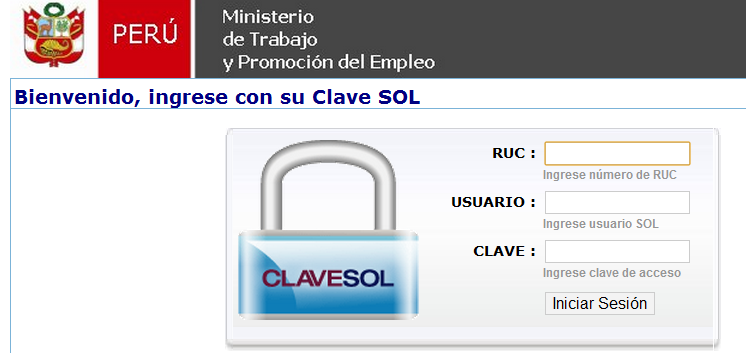 PERÚ
Ministerio
de Trabajo
y Promoción del Empleo
Bienvenido, ingrese con su Clave SOL
CLAVESOL
RUC :
Ingrese número de RUC
USUARIO :
Ingrese usuario SOL
CLAVE :
Ingrese clave de acceso
Iniciar Sesión